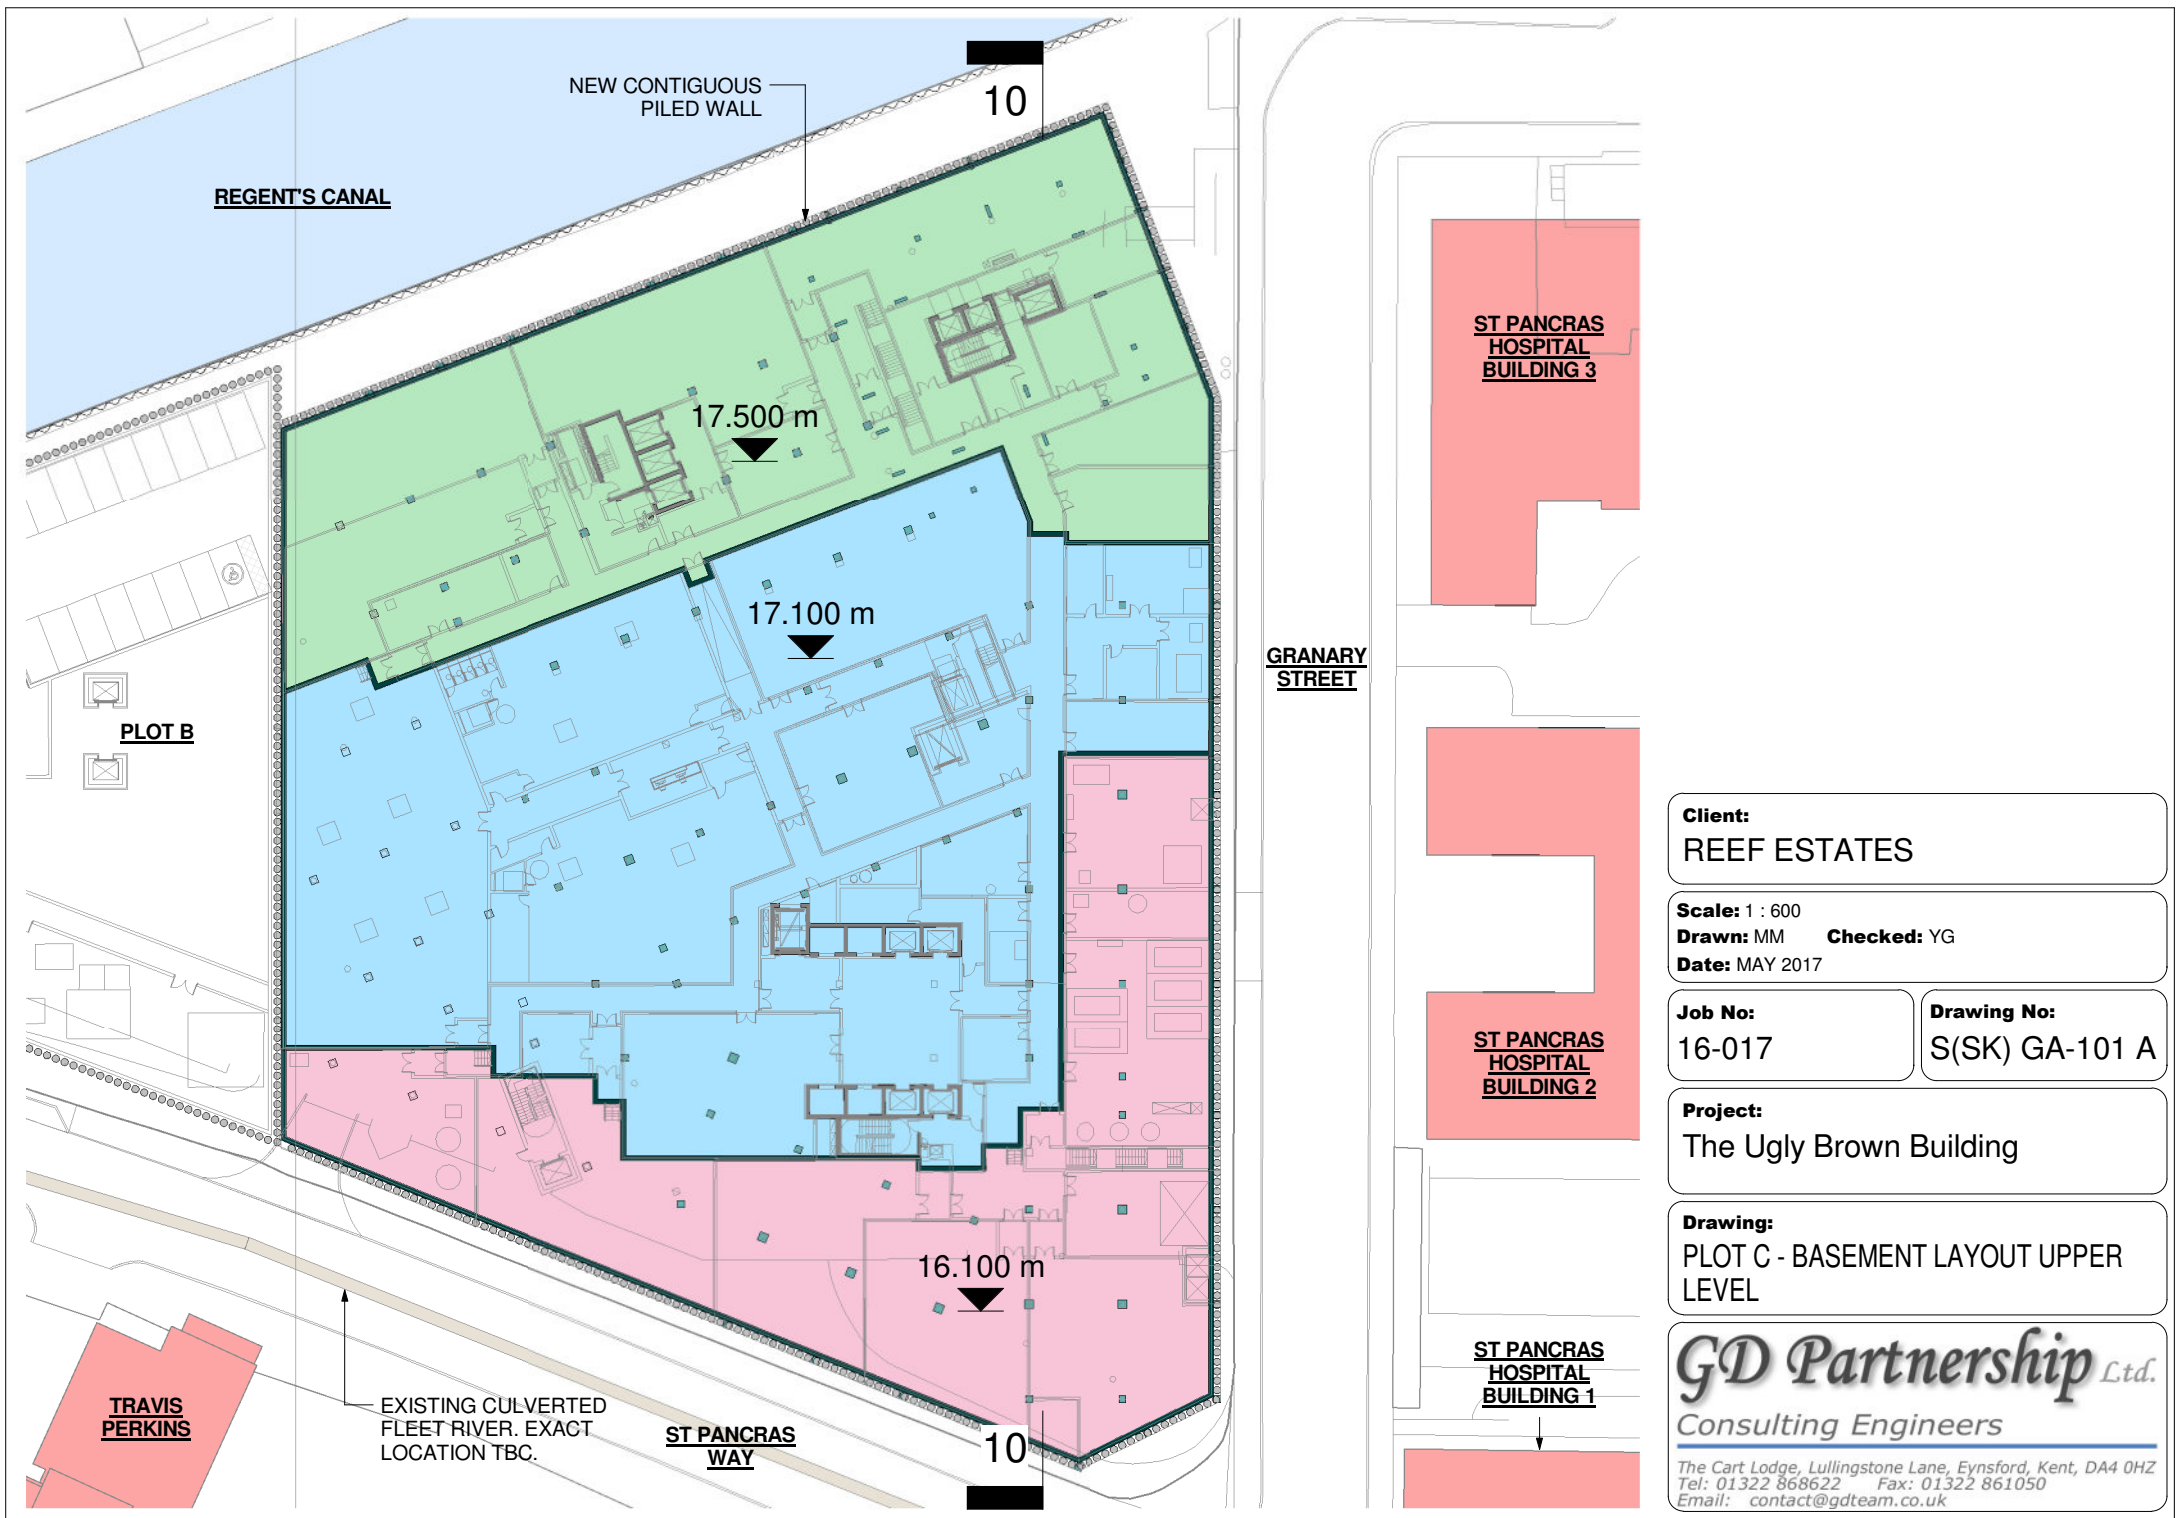 NEW CONTIGUOUS
PILED WALL
10
REGENT'S CANAL
17.500 m
17.100 m
16.100 m
PLOT B
GRANARY
STREET
ST PANCRAS
HOSPITAL
BUILDING 3
ST PANCRAS
HOSPITAL
BUILDING 2
ST PANCRAS
HOSPITAL
BUILDING 1
TRAVIS
PERKINS
EXISTING CULVERTED
FLEET RIVER. EXACT
LOCATION TBC.
ST PANCRAS
WAY
10
Client:
REEF ESTATES
Scale: 1 : 600
Drawn: MM Checked: YG
Date: MAY 2017
Job No:
16-017
Drawing No:
S(SK) GA-101 A
Project:
The Ugly Brown Building
Drawing:
PLOT C - BASEMENT LAYOUT UPPER
LEVEL
GD Partnership Ltd.
Consulting Engineers
The Cart Lodge, Lullingstone Lane, Eynsford, Kent, DA4 0HZ
Tel: 01322 868622 Fax: 01322 861050
Email: contact@gdteam.co.uk